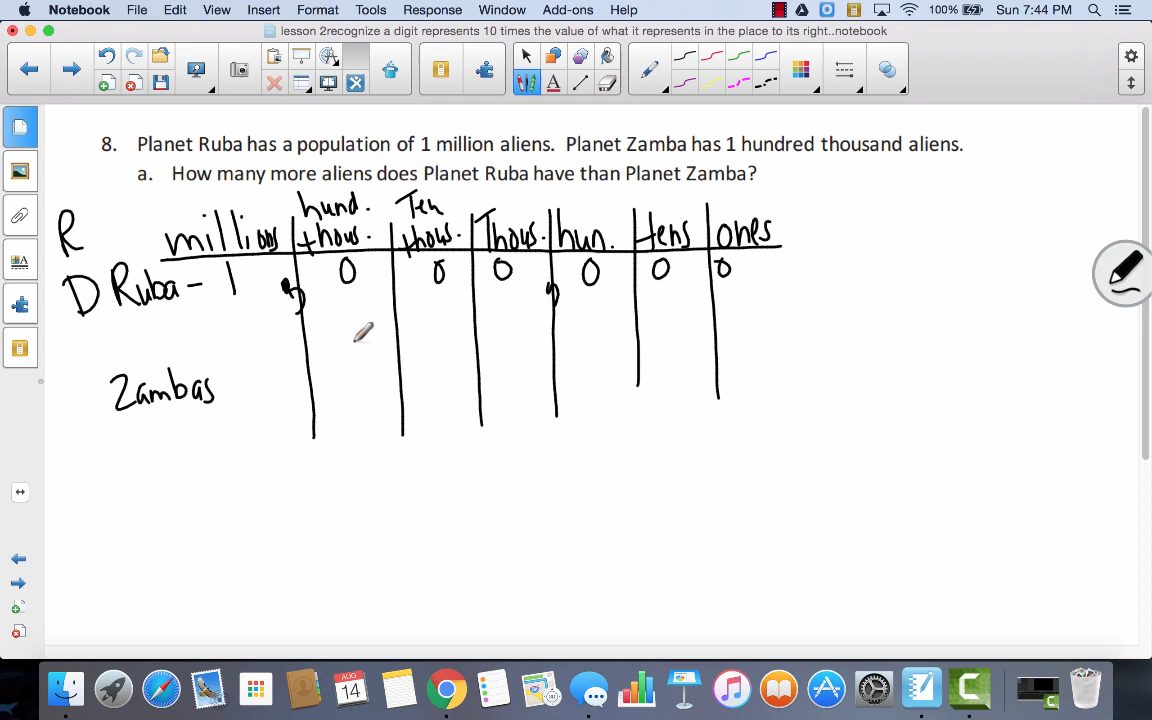 Notebook File Edit View Insert Format Tools Response Window Add-ons Help 100% Sun 7:44 PM
lesson 2recognize a digit represents 10 times the value of what it represents in the place to its right..notebook
8. Planet Ruba has a population of 1 million aliens. Planet Zamba has 1 hundred thousand aliens.
a. How many more aliens does Planet Ruba have than Planet Zamba?
hund. Ten
R millions thous. thous. Thous. hun. tens ones
D Ruba - 1, 0 0 0, 0 0 0
Zambas
AUG
14